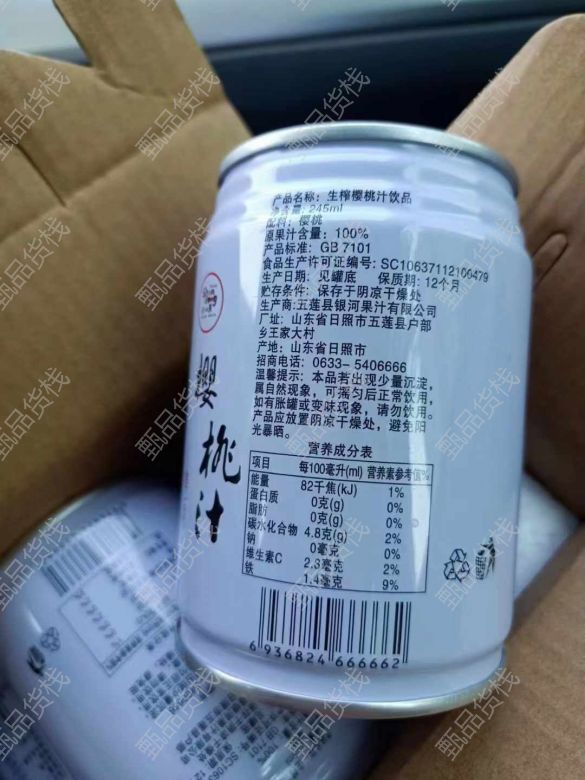 产品名称：生榨樱桃汁饮品
净含量：245ml
配料：樱桃
原果汁含量：100%
产品标准：GB 7101
食品生产许可证编号：SC10637112100479
生产日期：见罐底 保质期：12个月
贮存条件：保存于阴凉干燥处
五莲县银河果汁有限公司
厂址：山东省日照市五莲县户部
乡王家大村
产地：山东省日照市
招商电话：0633-5406666
温馨提示：本品若出现少量沉淀，
属自然现象，可摇匀后正常饮用。
如有胀罐或变味现象，请勿饮用。
产品应放置阴凉干燥处，避免阳
光暴晒。
营养成分表
项目 每100毫升(ml) 营养素参考值%
能量 82千焦(kJ) 1%
蛋白质 0克(g) 0%
脂肪 0克(g) 0%
碳水化合物 4.8克(g) 2%
钠 0毫克 0%
维生素C 2.3毫克 2%
铁 1.4毫克 9%
6 936824 666662
樱桃汁
甄品货栈